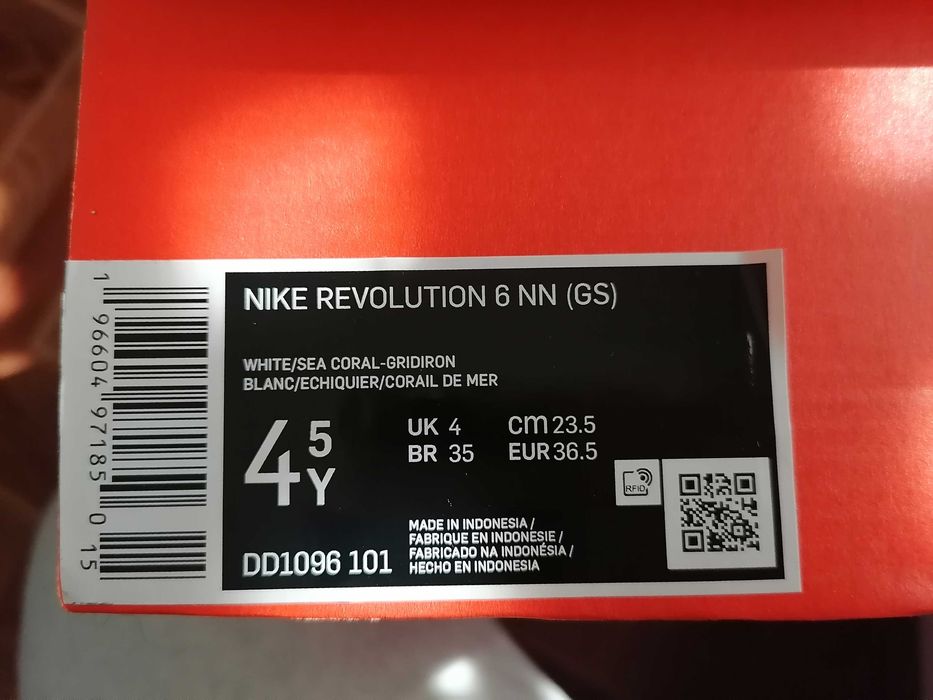 NIKE REVOLUTION 6 NN (GS)
WHITE/SEA CORAL-GRIDIRON
BLANC/ECHIQUIER/CORAIL DE MER
4 5 Y
UK 4
BR 35
cm 23.5
EUR 36.5
RFID
DD1096 101
MADE IN INDONESIA /
FABRIQUE EN INDONESIE /
FABRICADO NA INDONÉSIA /
HECHO EN INDONESIA
1 96604 97185 0 15